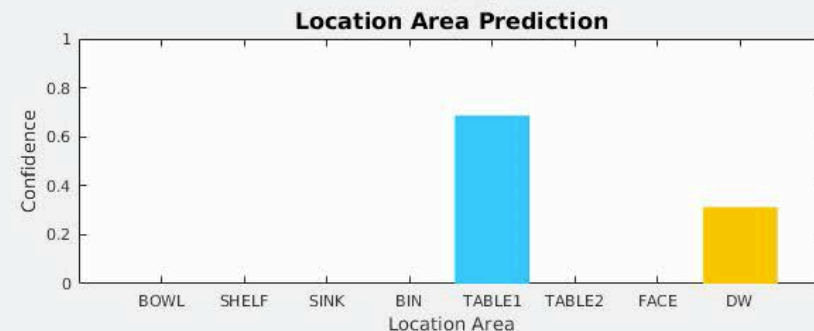 Location Area Prediction
1
0.8
0.6
0.4
0.2
0
Confidence
BOWL SHELF SINK BIN TABLE1 TABLE2 FACE DW
Location Area